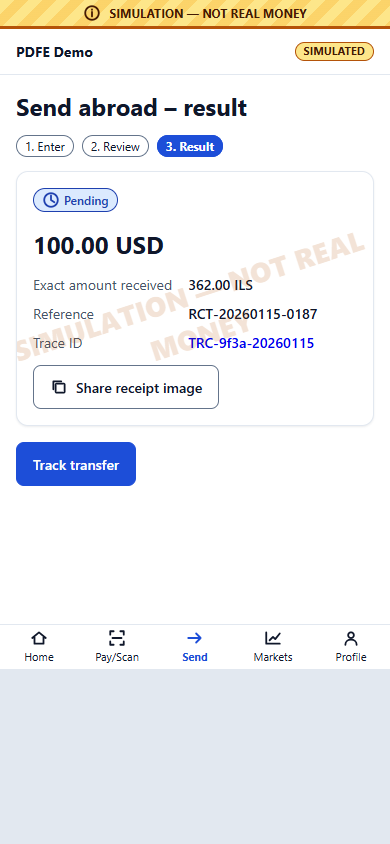 SIMULATION — NOT REAL MONEY
PDFE Demo
SIMULATED
Send abroad – result
1. Enter
2. Review
3. Result
Pending
100.00 USD
Exact amount received 362.00 ILS
Reference RCT-20260115-0187
Trace ID TRC-9f3a-20260115
SIMULATION — NOT REAL
MONEY
Share receipt image
Track transfer
Home
Pay/Scan
Send
Markets
Profile